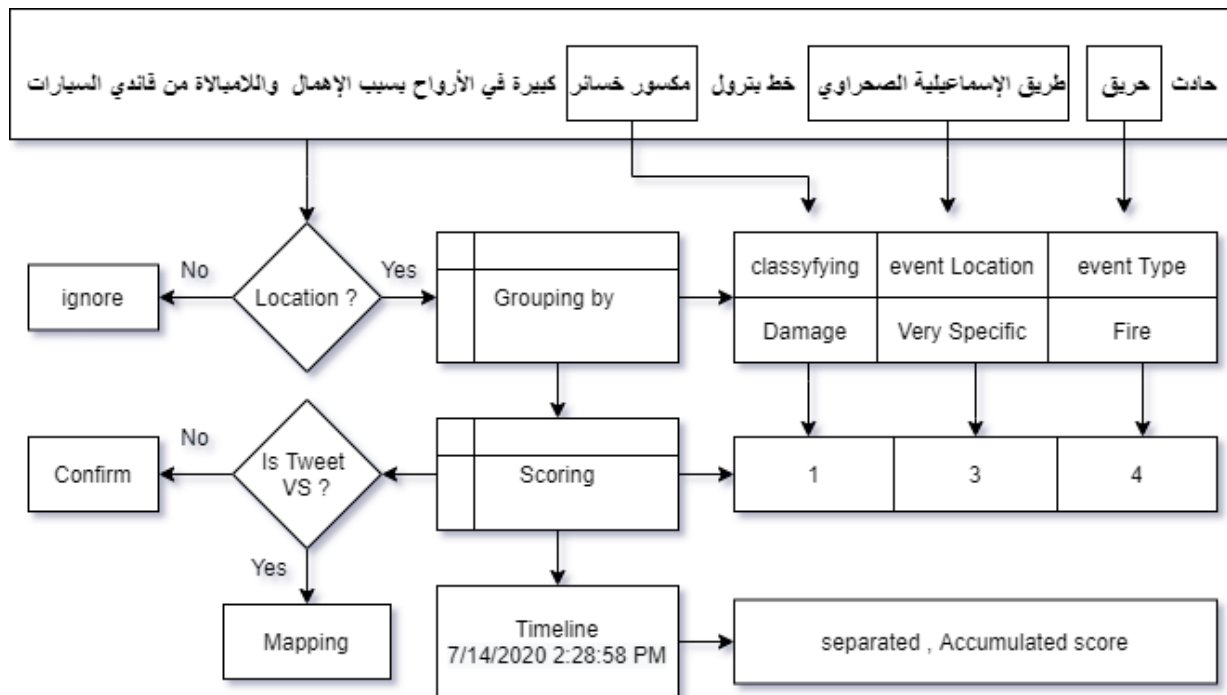 حادث حريق طريق الإسماعيلية الصحراوي خط بترول مكسور خسائر كبيرة في الأرواح بسبب الإهمال واللامبالاة من قائدي السيارات
No
Yes
ignore
Location ?
Grouping by
classyfying
event Location
event Type
Damage
Very Specific
Fire
No
Confirm
Is Tweet
VS ?
Scoring
1
3
4
Yes
Mapping
Timeline
7/14/2020 2:28:58 PM
separated , Accumulated score